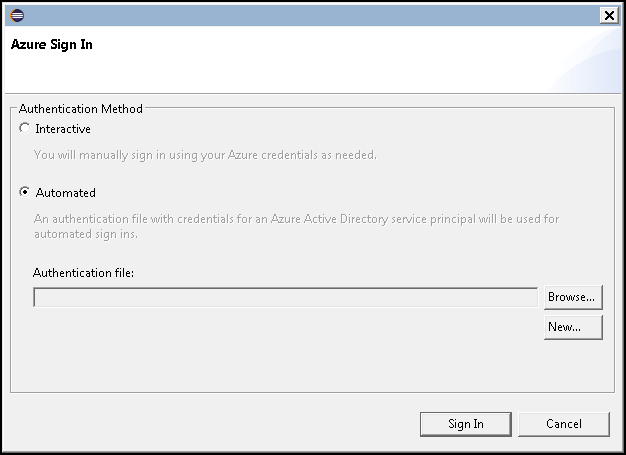 Azure Sign In
Authentication Method
Interactive
You will manually sign in using your Azure credentials as needed.
Automated
An authentication file with credentials for an Azure Active Directory service principal will be used for
automated sign ins.
Authentication file:
Browse...
New...
Sign In
Cancel